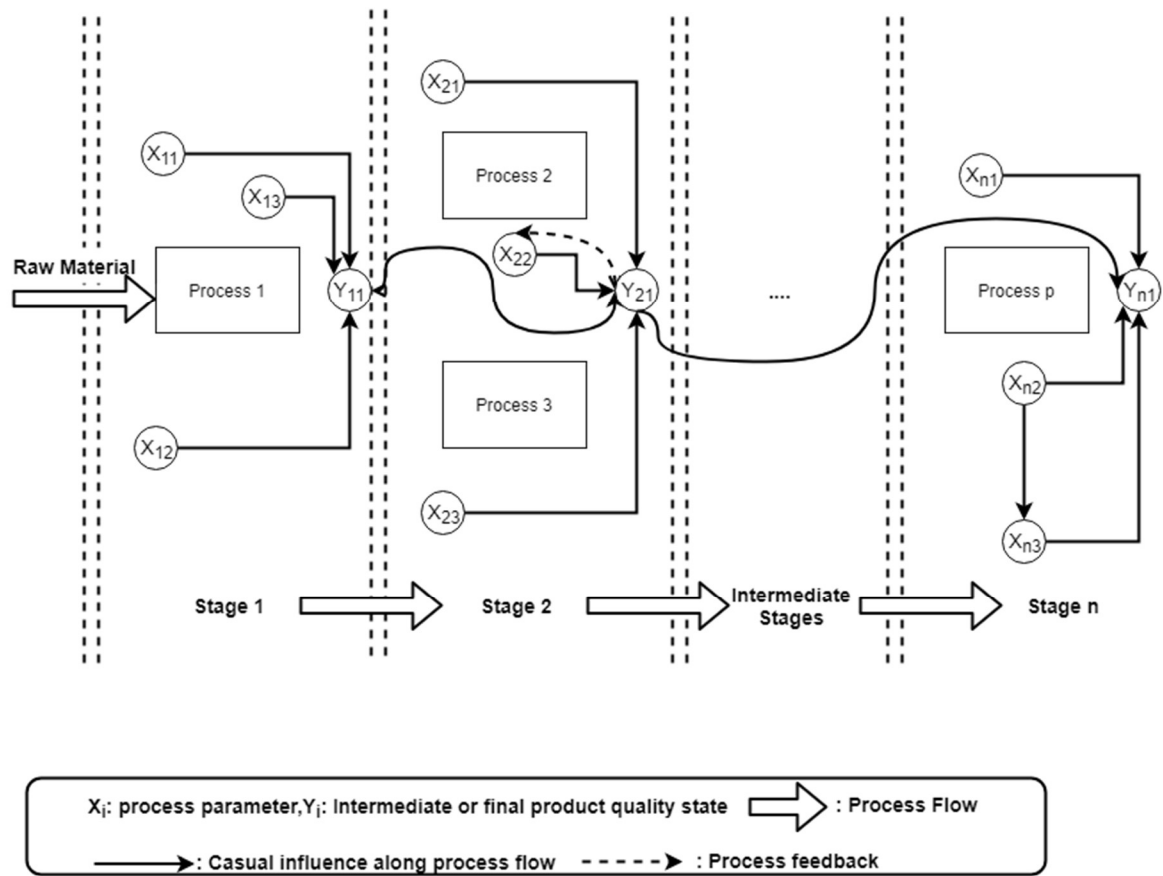 X21
X11
X13
Process 2
Xn1
X22
Raw Material
Process 1
Y11
Y21
....
Process p
Yn1
Process 3
Xn2
X12
X23
Xn3
Stage 1
Stage 2
Intermediate
Stages
Stage n
Xi: process parameter,Yi: Intermediate or final product quality state : Process Flow
: Casual influence along process flow : Process feedback